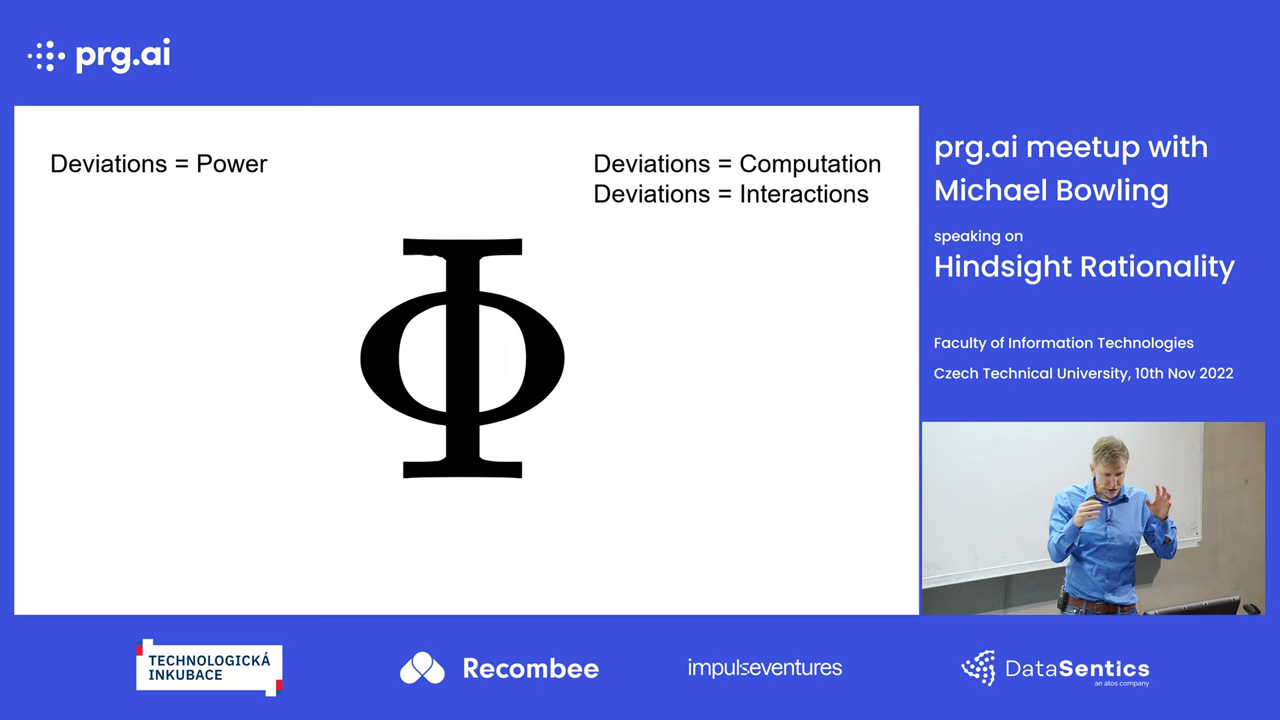 prg.ai
Deviations = Power
Deviations = Computation
Deviations = Interactions
Φ
prg.ai meetup with
Michael Bowling
speaking on
Hindsight Rationality
Faculty of Information Technologies
Czech Technical University, 10th Nov 2022
TECHNOLOGICKÁ
INKUBACE
Recombee
impulseventures
DataSentics
an atos company